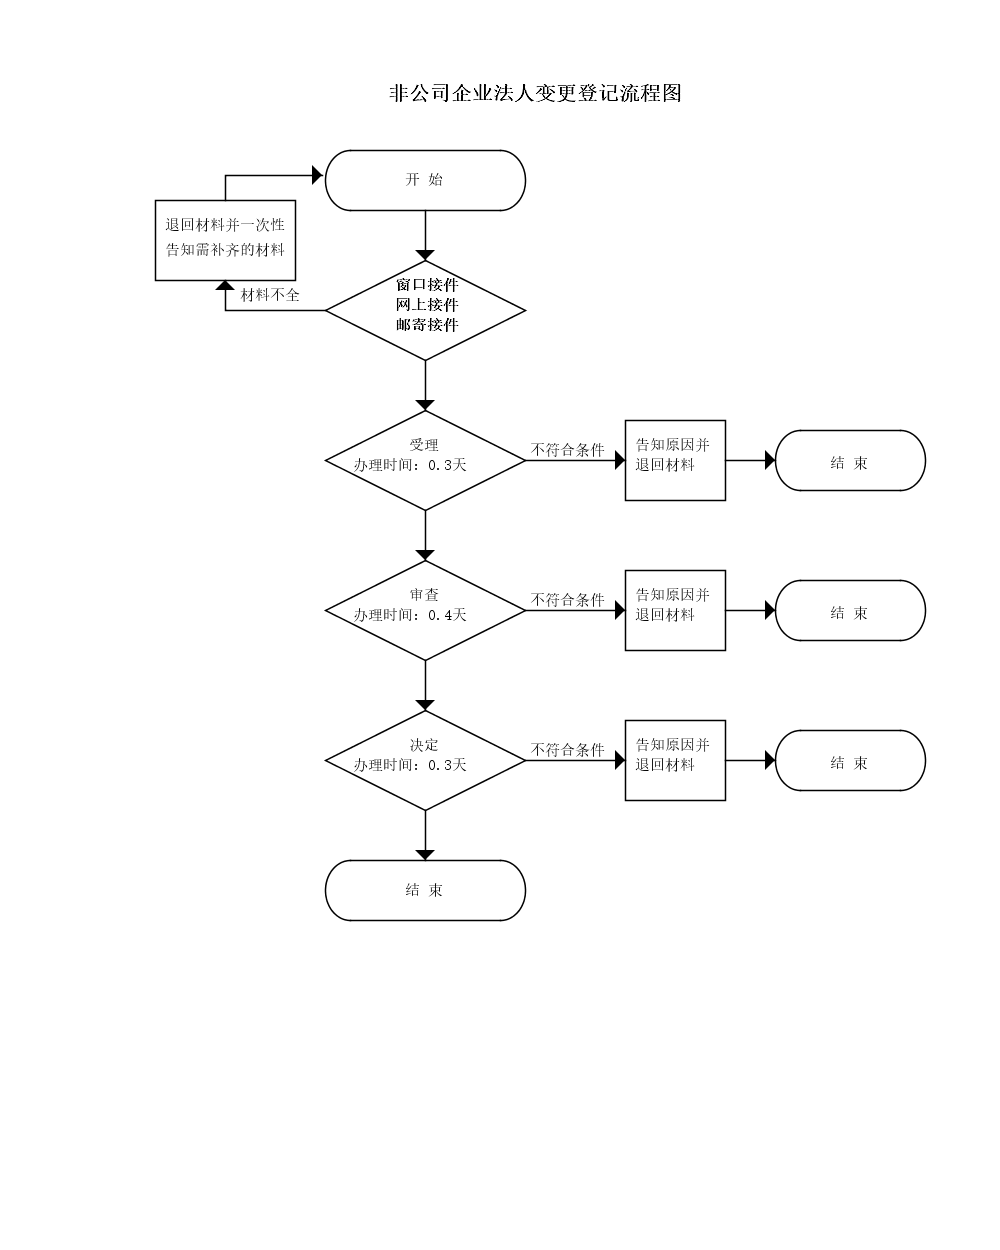 非公司企业法人变更登记流程图
开 始
退回材料并一次性
告知需补齐的材料
材料不全
窗口接件
网上接件
邮寄接件
受理
办理时间：0.3天
不符合条件
告知原因并
退回材料
结 束
审查
办理时间：0.4天
不符合条件
告知原因并
退回材料
结 束
决定
办理时间：0.3天
不符合条件
告知原因并
退回材料
结 束
结 束